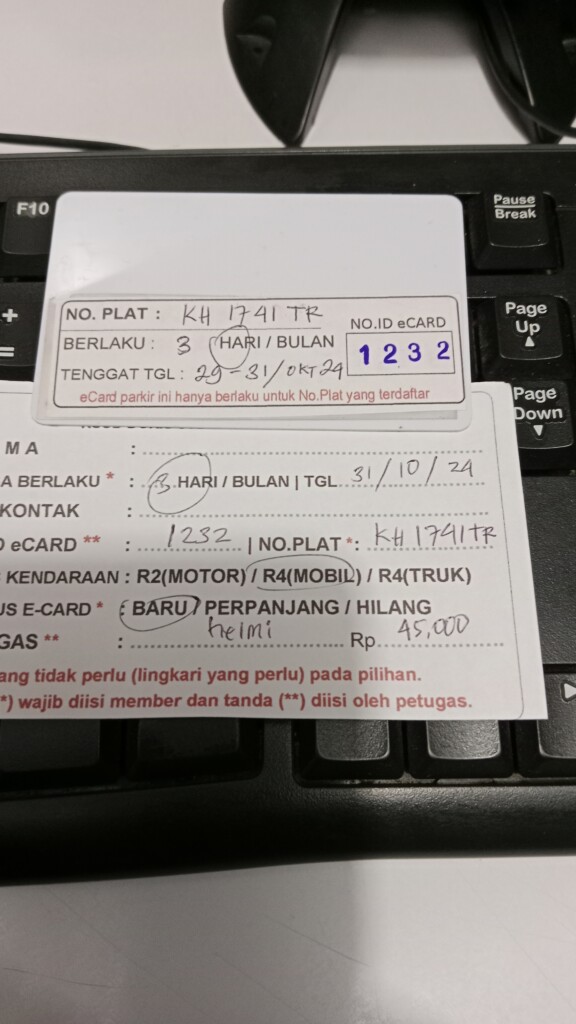 F10
Pause
Break
+
=
Page
Up
Page
Down
NO. PLAT : KH 1741 TR
BERLAKU : 3 HARI / BULAN
TENGGAT TGL : 29 - 31 / OKT 24
NO.ID eCARD
1 2 3 2
eCard parkir ini hanya berlaku untuk No.Plat yang terdaftar
MA :
A BERLAKU * : 3 HARI / BULAN | TGL. 31 / 10 / 24
KONTAK :
eCARD ** : 1232 | NO.PLAT *: KH 1741 TR
KENDARAAN : R2(MOTOR) / R4(MOBIL) / R4(TRUK)
US E-CARD * : BARU / PERPANJANG / HILANG
GAS ** : helmi Rp. 45,000
ang tidak perlu (lingkari yang perlu) pada pilihan.
*) wajib diisi member dan tanda (**) diisi oleh petugas.